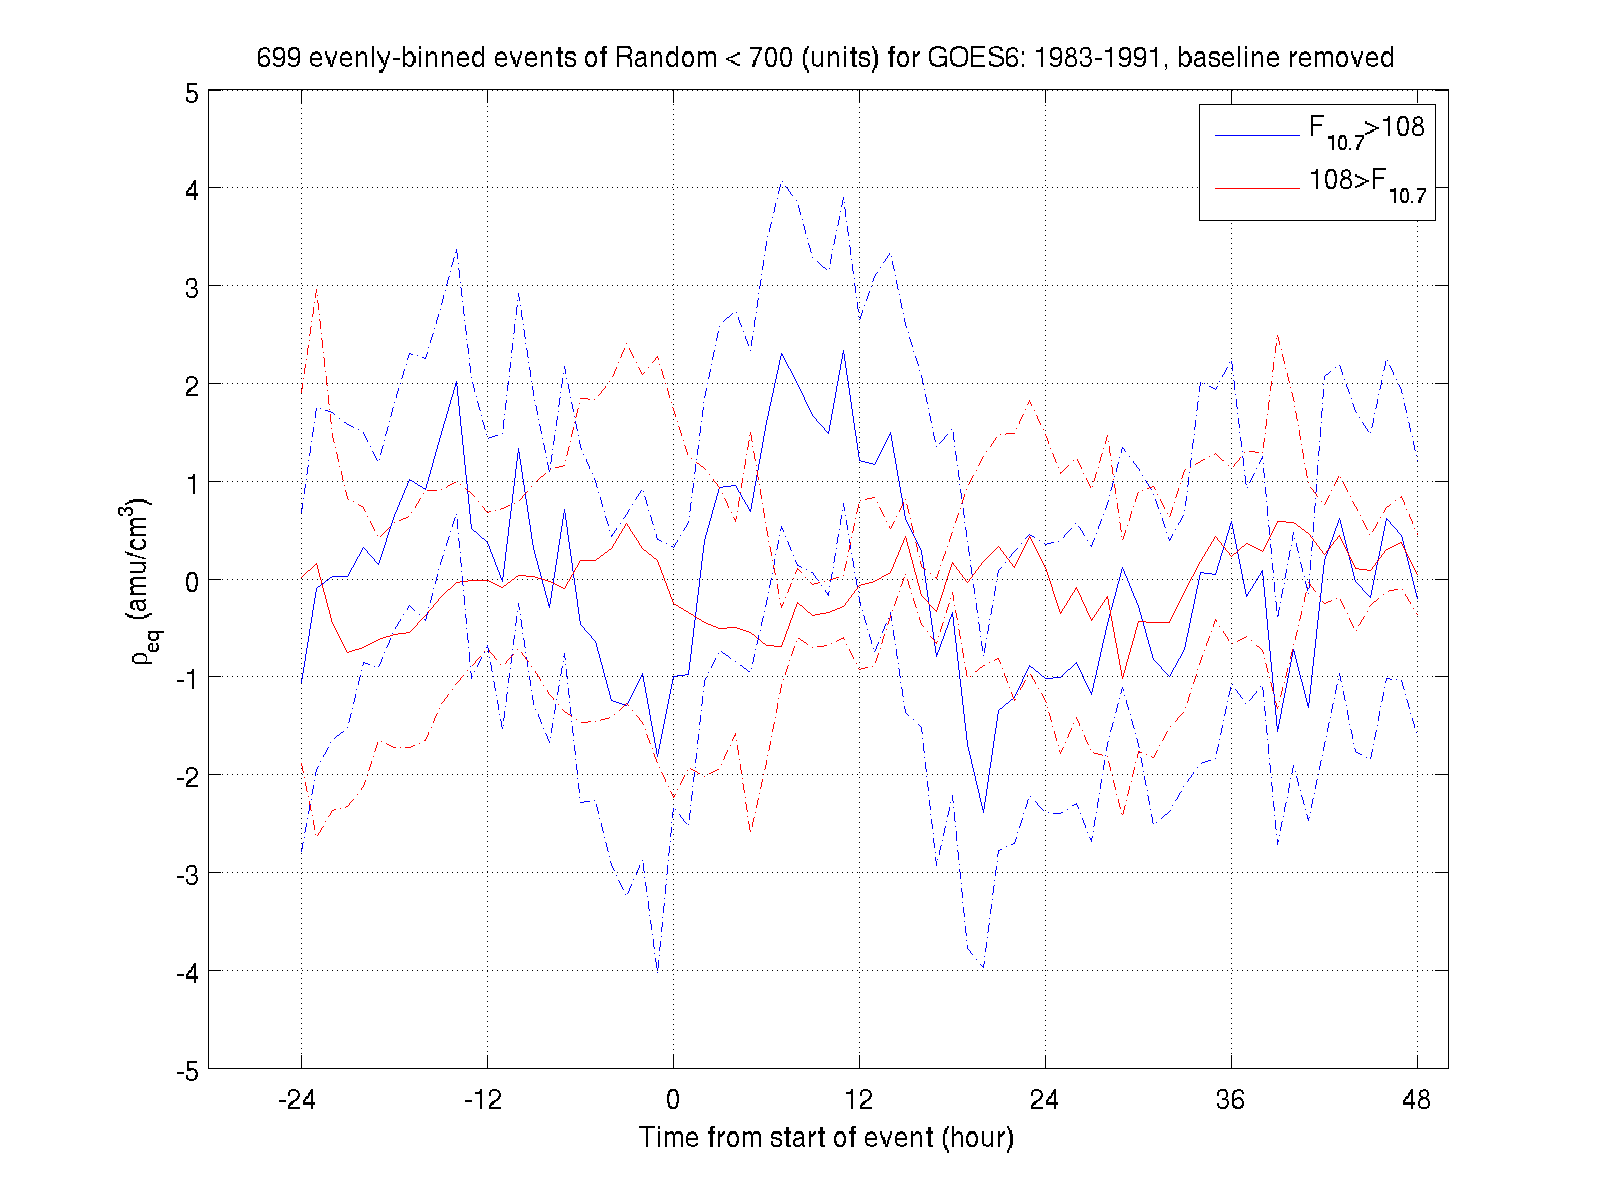 699 evenly-binned events of Random < 700 (units) for GOES6: 1983-1991, baseline removed
F10.7>108
108>F10.7
5
4
3
2
1
0
-1
-2
-3
-4
-5
ρeq (amu/cm3)
-24 -12 0 12 24 36 48
Time from start of event (hour)